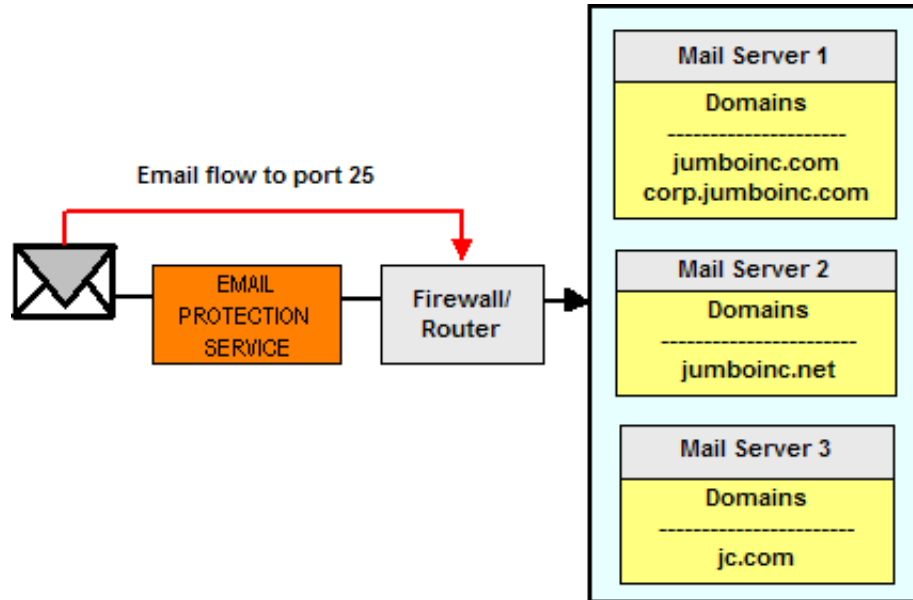 Email flow to port 25
EMAIL
PROTECTION
SERVICE
Firewall/
Router
Mail Server 1
Domains
----------------------
jumboinc.com
corp.jumboinc.com
Mail Server 2
Domains
------------------------
jumboinc.net
Mail Server 3
Domains
------------------------
jc.com